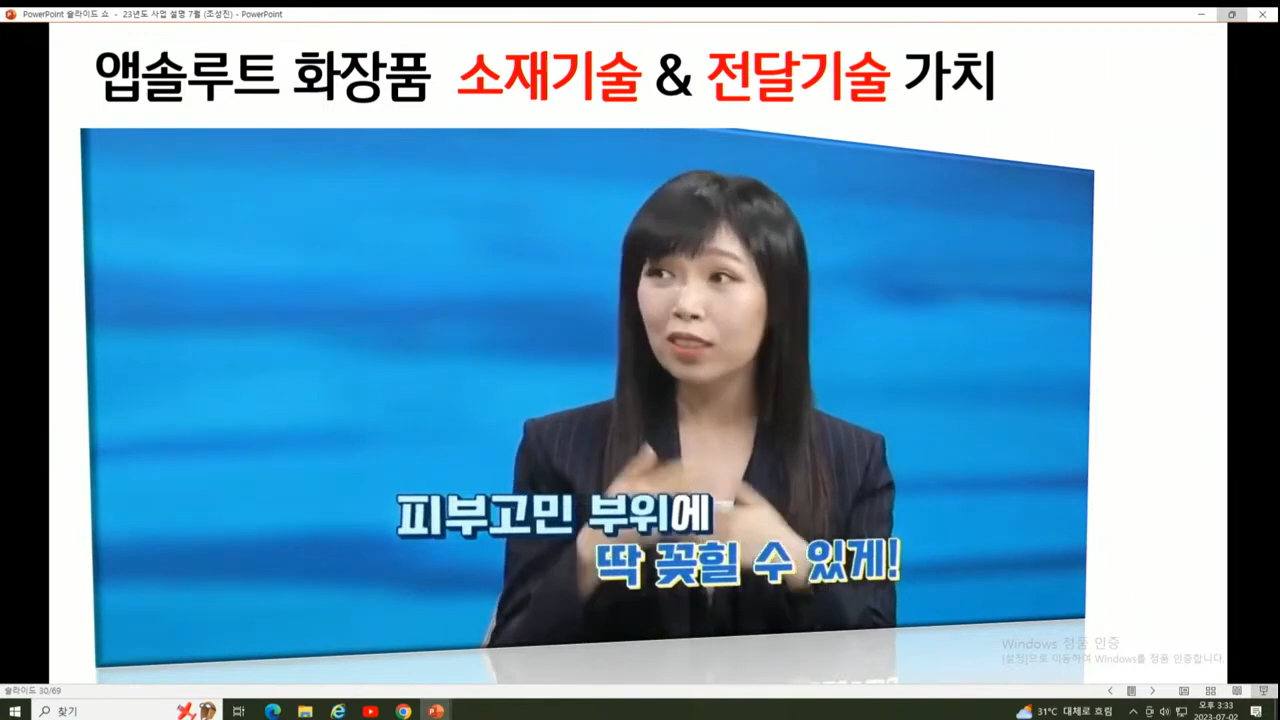 PowerPoint 슬라이드 쇼 - 23년도 사업 설명 7월 (조성진) - PowerPoint
앱솔루트 화장품 소재기술 & 전달기술 가치
피부고민 부위에
딱 꽂힐 수 있게!
Windows 정품 인증
[설정]으로 이동하여 Windows를 정품 인증합니다.
슬라이드 30/69
찾기
31°C 대체로 흐림
오후 3:33
2023-07-02